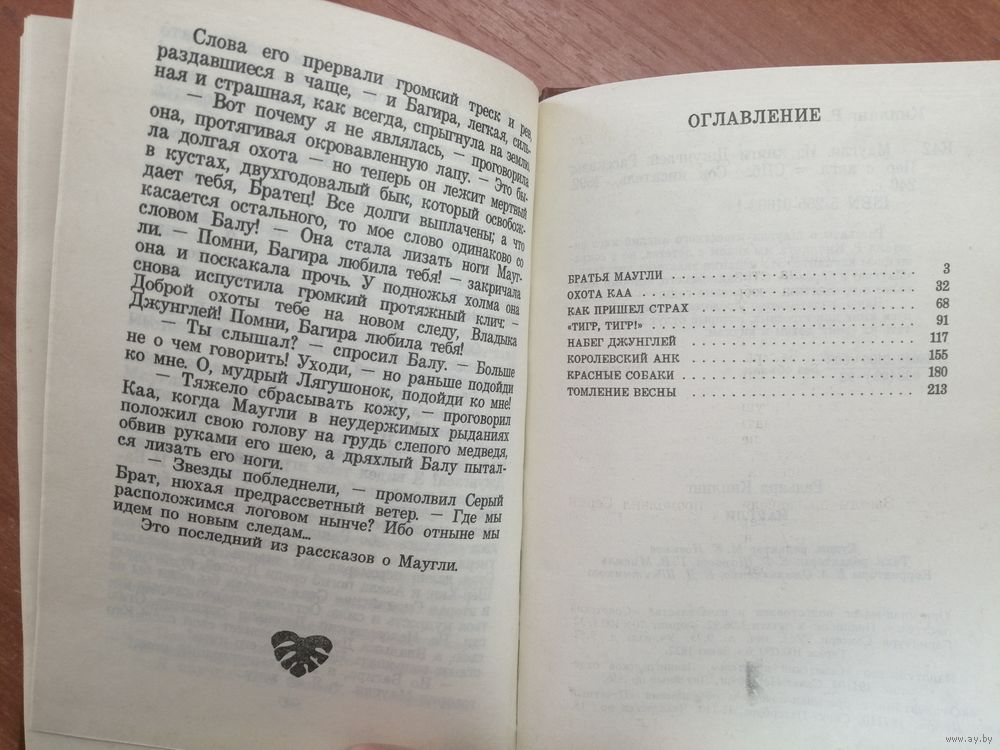 Слова его прервали громкий треск и рев,
раздавшиеся в чаще, — и Багира, легкая, силь-
ная и страшная, как всегда, спрыгнула на землю.
— Вот почему я не являлась, — проговорила
она, протягивая окровавленную лапу. — Это бы-
ла долгая охота — но теперь он лежит мертвый
в кустах, двухгодовалый бык, который освобож-
дает тебя, Братец! Все долги выплачены; а что
касается остального, то мое слово одинаково со
словом Балу! — Она стала лизать ноги Мауг-
ли. — Помни, Багира любила тебя! — закричала
она и поскакала прочь. У подножья холма она
снова испустила громкий протяжный клич: —
Доброй охоты тебе на новом следу, Владыка
Джунглей! Помни, Багира любила тебя!
— Ты слышал? — спросил Балу. — Больше
не о чем говорить! Уходи, — но раньше подойди
ко мне. О, мудрый Лягушонок, подойди ко мне!
— Тяжело сбрасывать кожу, — проговорил
Каа, когда Маугли в неудержимых рыданиях
положил свою голову на грудь слепого медведя,
обвив руками его шею, а дряхлый Балу пытал-
ся лизать его ноги.
— Звезды побледнели, — промолвил Серый
Брат, нюхая предрассветный ветер. — Где мы
расположимся логовом нынче? Ибо отныне мы
идем по новым следам...
Это последний из рассказов о Маугли.
ОГЛАВЛЕНИЕ
БРАТЬЯ МАУГЛИ 3
ОХОТА КАА 32
КАК ПРИШЕЛ СТРАХ 68
«ТИГР, ТИГР!» 91
НАБЕГ ДЖУНГЛЕЙ 117
КОРОЛЕВСКИЙ АНК 155
КРАСНЫЕ СОБАКИ 180
ТОМЛЕНИЕ ВЕСНЫ 213
www.ay.by